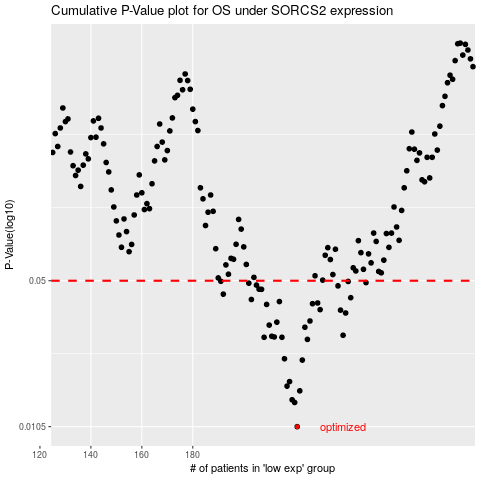 Cumulative P-Value plot for OS under SORCS2 expression
P-Value(log10)
0.05
0.0105
optimized
120 140 160 180
# of patients in 'low exp' group